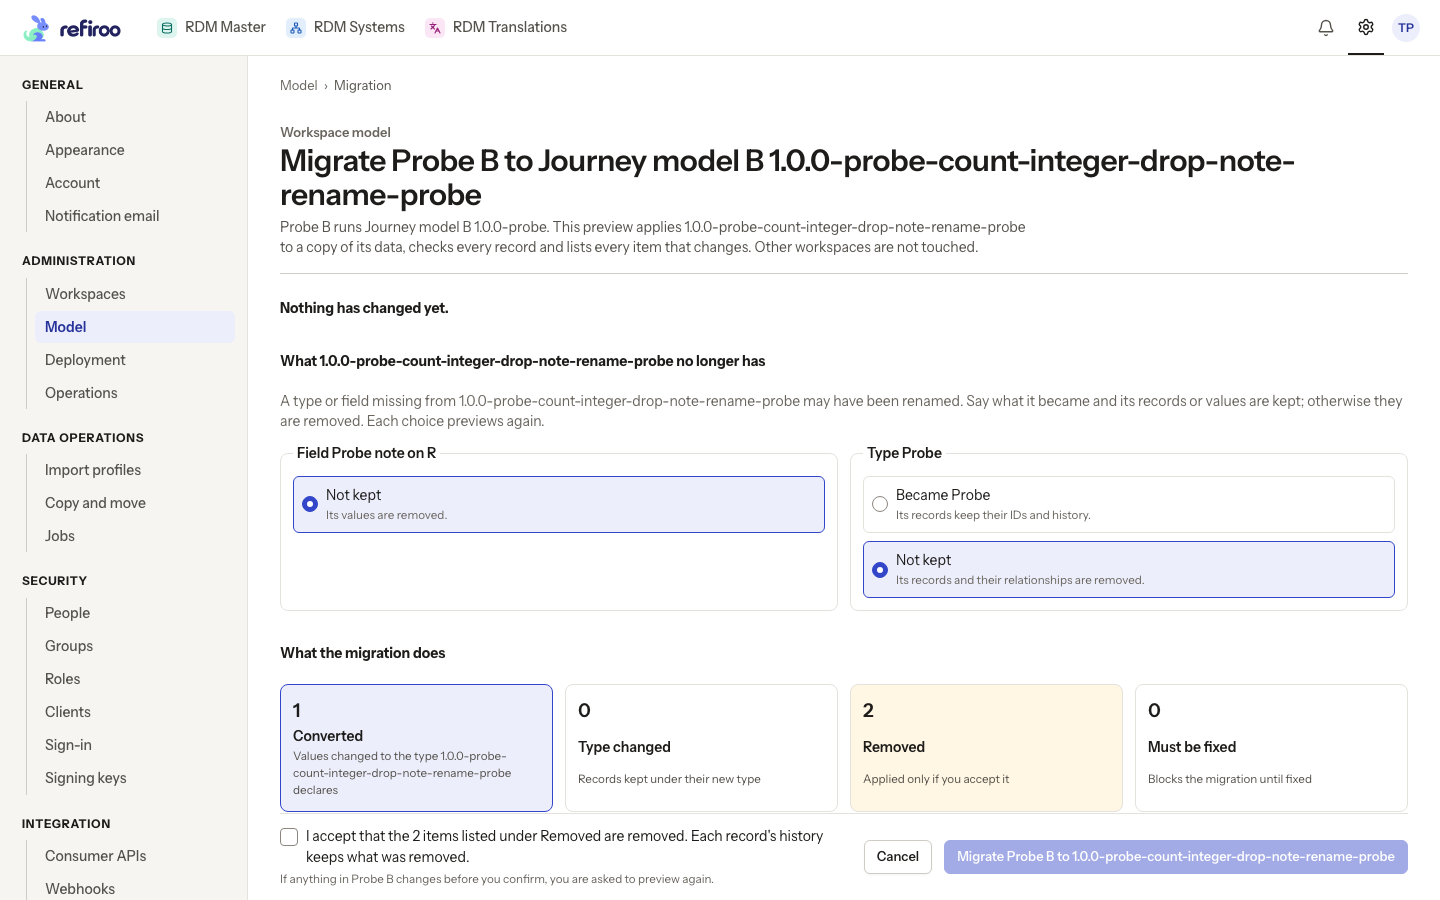 refiroo
RDM Master
RDM Systems
RDM Translations
TP
GENERAL
About
Appearance
Account
Notification email
ADMINISTRATION
Workspaces
Model
Deployment
Operations
DATA OPERATIONS
Import profiles
Copy and move
Jobs
SECURITY
People
Groups
Roles
Clients
Sign-in
Signing keys
INTEGRATION
Consumer APIs
Webhooks
Model › Migration
Workspace model
Migrate Probe B to Journey model B 1.0.0-probe-count-integer-drop-note-
rename-probe
Probe B runs Journey model B 1.0.0-probe. This preview applies 1.0.0-probe-count-integer-drop-note-rename-probe
to a copy of its data, checks every record and lists every item that changes. Other workspaces are not touched.
Nothing has changed yet.
What 1.0.0-probe-count-integer-drop-note-rename-probe no longer has
A type or field missing from 1.0.0-probe-count-integer-drop-note-rename-probe may have been renamed. Say what it became and its records or values are kept; otherwise they
are removed. Each choice previews again.
Field Probe note on R
Not kept
Its values are removed.
Type Probe
Became Probe
Its records keep their IDs and history.
Not kept
Its records and their relationships are removed.
What the migration does
1
Converted
Values changed to the type 1.0.0-probe-
count-integer-drop-note-rename-probe
declares
0
Type changed
Records kept under their new type
2
Removed
Applied only if you accept it
0
Must be fixed
Blocks the migration until fixed
I accept that the 2 items listed under Removed are removed. Each record's history
keeps what was removed.
If anything in Probe B changes before you confirm, you are asked to preview again.
Cancel
Migrate Probe B to 1.0.0-probe-count-integer-drop-note-rename-probe